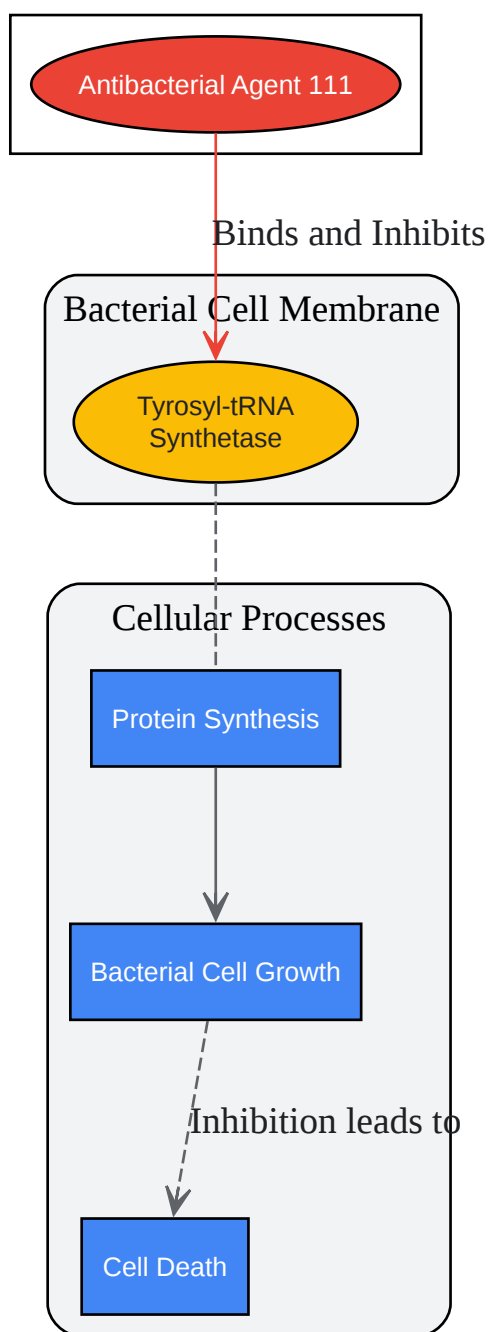 Antibacterial Agent 111
Binds and Inhibits
Bacterial Cell Membrane
Tyrosyl-tRNA
Synthetase
Cellular Processes
Protein Synthesis
Bacterial Cell Growth
Inhibition leads to
Cell Death